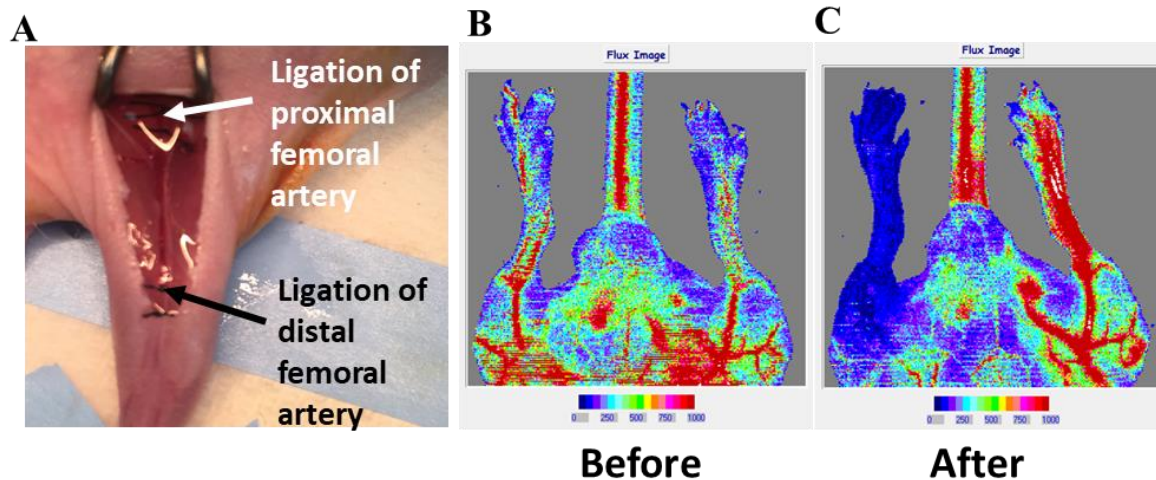 A
Ligation of
proximal
femoral
artery
Ligation of
distal
femoral
artery
B
Flux Image
0 250 500 750 1000
Before
C
Flux Image
0 250 500 750 1000
After